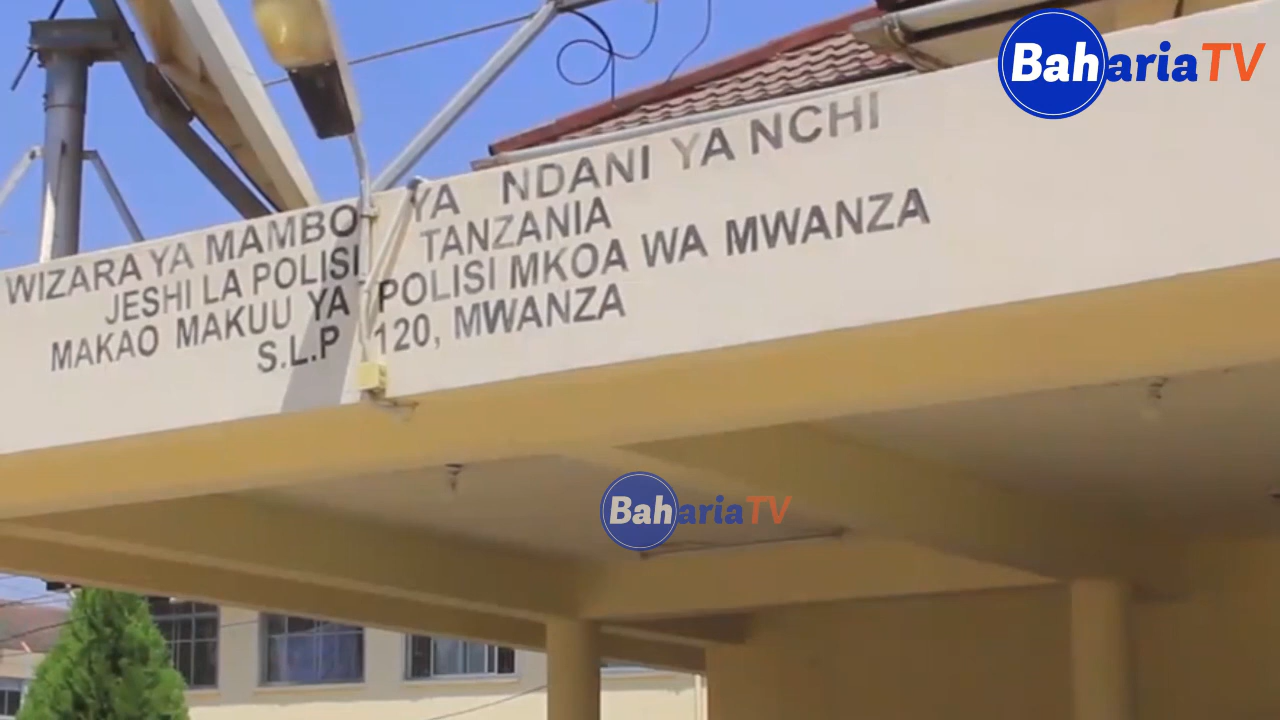 BahariaTV
WIZARA YA MAMBO YA NDANI YA NCHI
JESHI LA POLISI TANZANIA
MAKAO MAKUU YA POLISI MKOA WA MWANZA
S.L.P 120, MWANZA
BahariaTV